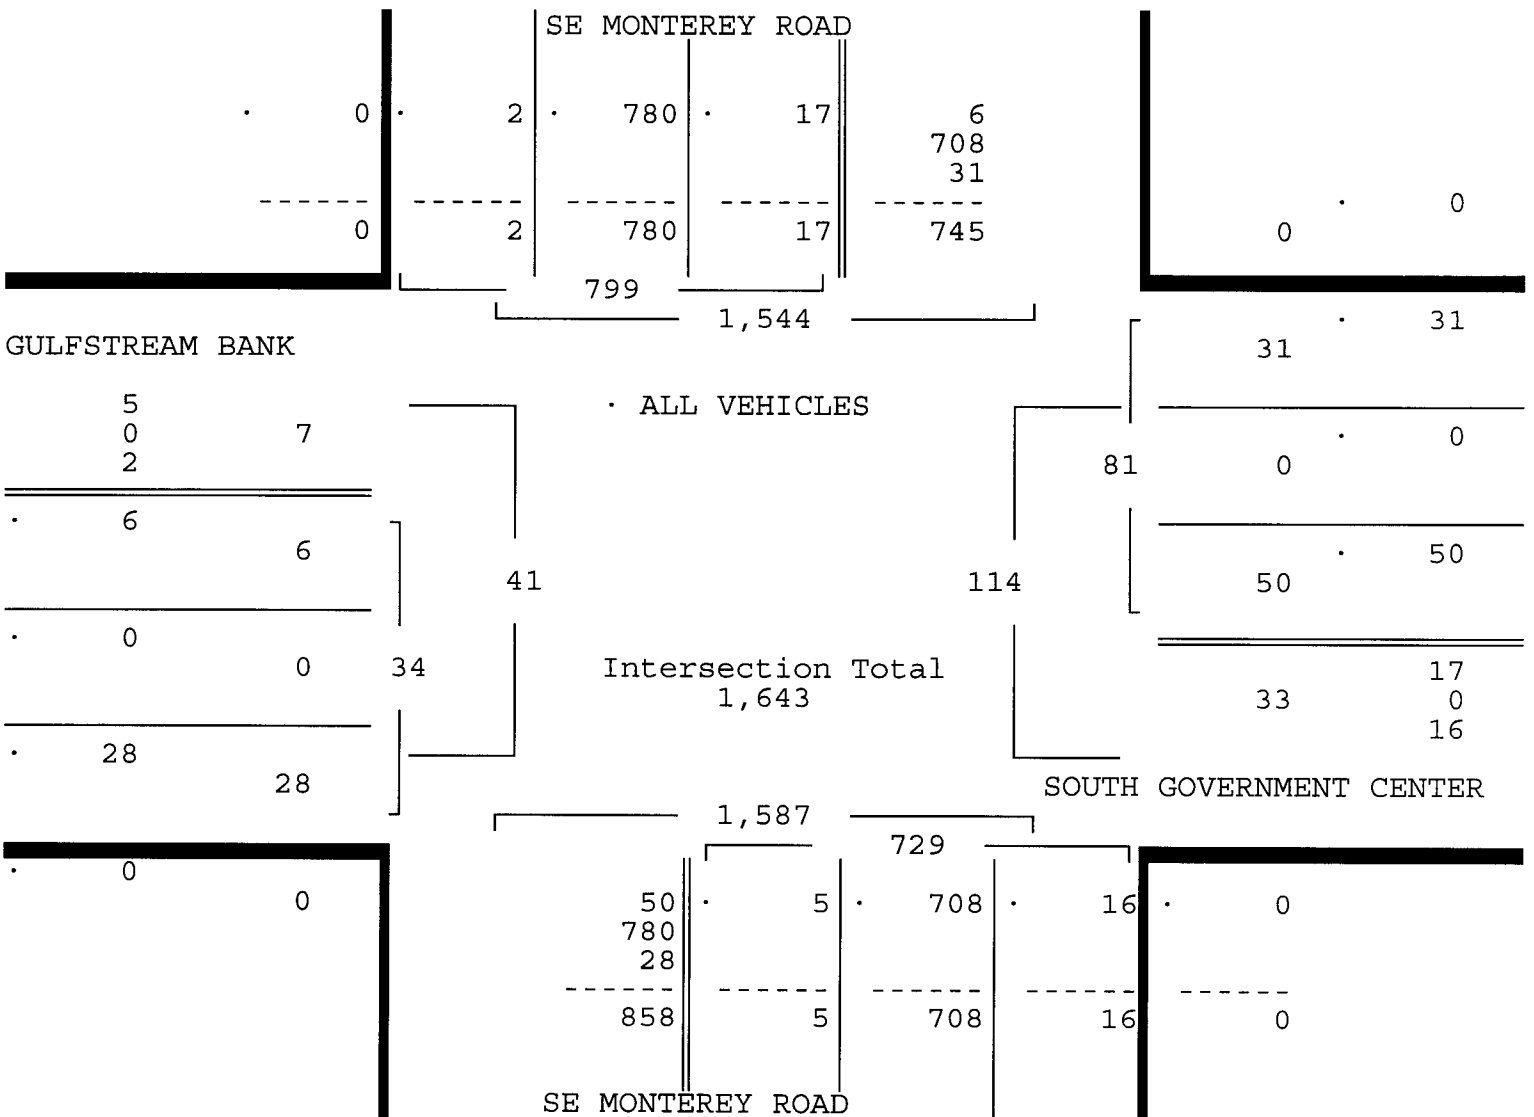 SE MONTEREY ROAD
· 0 · 2 · 780 · 17 6
708
31
------ ------ ------ ------ ------ · 0
0 2 780 17 745 0
799
1,544 · 31
GULFSTREAM BANK 31
5 · ALL VEHICLES
0 7 · 0
2 81 0
· 6
6 · 50
41 114 50
· 0
0 34 Intersection Total 17
1,643 33 0
16
· 28
28 SOUTH GOVERNMENT CENTER
1,587
729
· 0
0 50 · 5 · 708 · 16 · 0
780
28
------ ------ ------ ------ ------
858 5 708 16 0
SE MONTEREY ROAD